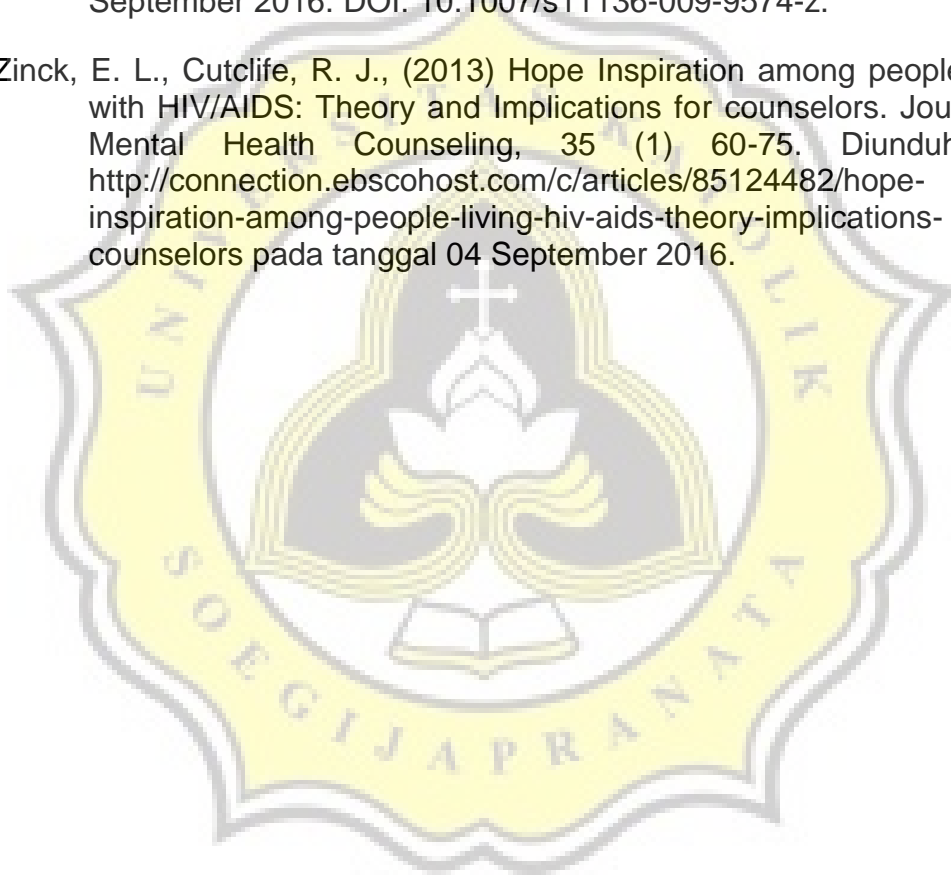 September 2016. DOI: 10.1007/s11136-009-9574-z.
Zinck, E. L., Cutclife, R. J., (2013) Hope Inspiration among people
with HIV/AIDS: Theory and Implications for counselors. Jou
Mental Health Counseling, 35 (1) 60-75. Diunduh
http://connection.ebscohost.com/c/articles/85124482/hope-
inspiration-among-people-living-hiv-aids-theory-implications-
counselors pada tanggal 04 September 2016.
UNIVERSITAS KATOLIK
SOEGIJAPRANATA